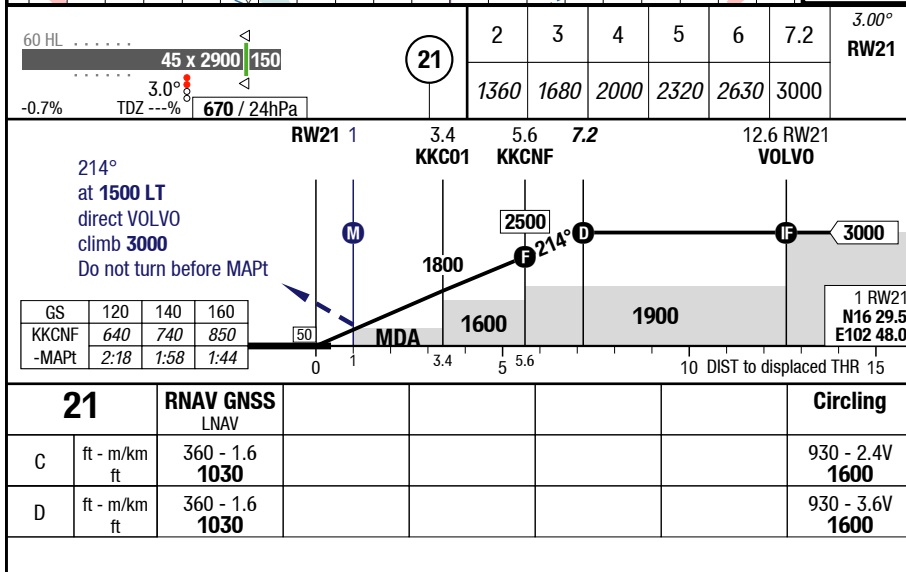 60 HL
45 x 2900 150
3.0°
-0.7% TDZ ---% 670 / 24hPa
21
2 3 4 5 6 7.2 3.00° RW21
1360 1680 2000 2320 2630 3000
RW21 1 3.4 5.6 7.2 12.6 RW21
KKC01 KKCNF VOLVO
214°
at 1500 LT
direct VOLVO
climb 3000
Do not turn before MAPt
M
1800
2500
F
214°
D
IF
3000
GS 120 140 160
KKCNF 640 740 850
-MAPt 2:18 1:58 1:44
50
MDA
1600
1900
1 RW21
N16 29.5
E102 48.0
0 1 3.4 5 5.6 10 DIST to displaced THR 15
21 RNAV GNSS Circling
LNAV
C ft - m/km 360 - 1.6 930 - 2.4V
ft 1030 1600
D ft - m/km 360 - 1.6 930 - 3.6V
ft 1030 1600